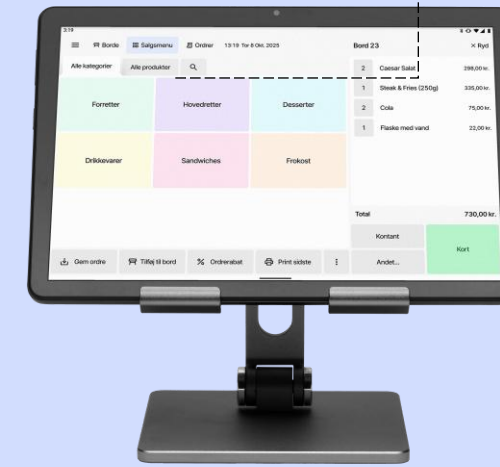 3:19
Borde
Salgsmenu
Ordrer
13:19 Tor 8 Okt. 2025
Bord 23
× Ryd
Alle kategorier
Alle produkter
Forretter
Hovedretter
Desserter
Drikkevarer
Sandwiches
Frokost
2 Caesar Salat 298,00 kr.
1 Steak & Fries (250g) 335,00 kr.
2 Cola 75,00 kr.
1 Flaske med vand 22,00 kr.
Total 730,00 kr.
Kontant
Kort
Andet...
Gem ordre
Tilføj til bord
% Ordrerabat
Print sidste